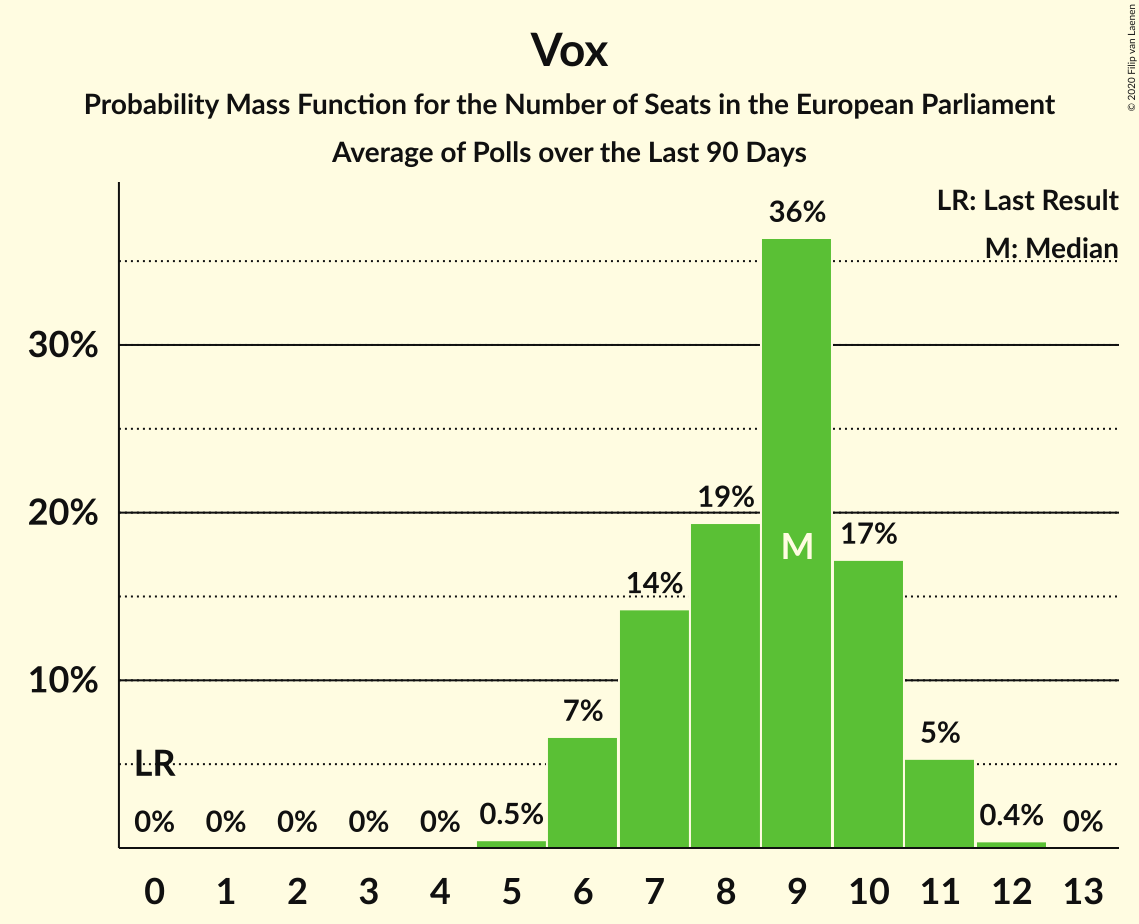 Vox
Probability Mass Function for the Number of Seats in the European Parliament
Average of Polls over the Last 90 Days
© 2020 Filip van Laenen
LR: Last Result
M: Median
36%
30%
20%
19%
17%
M
14%
10%
7%
5%
LR
0% 0% 0% 0% 0% 0.5% 0.4% 0%
0 1 2 3 4 5 6 7 8 9 10 11 12 13